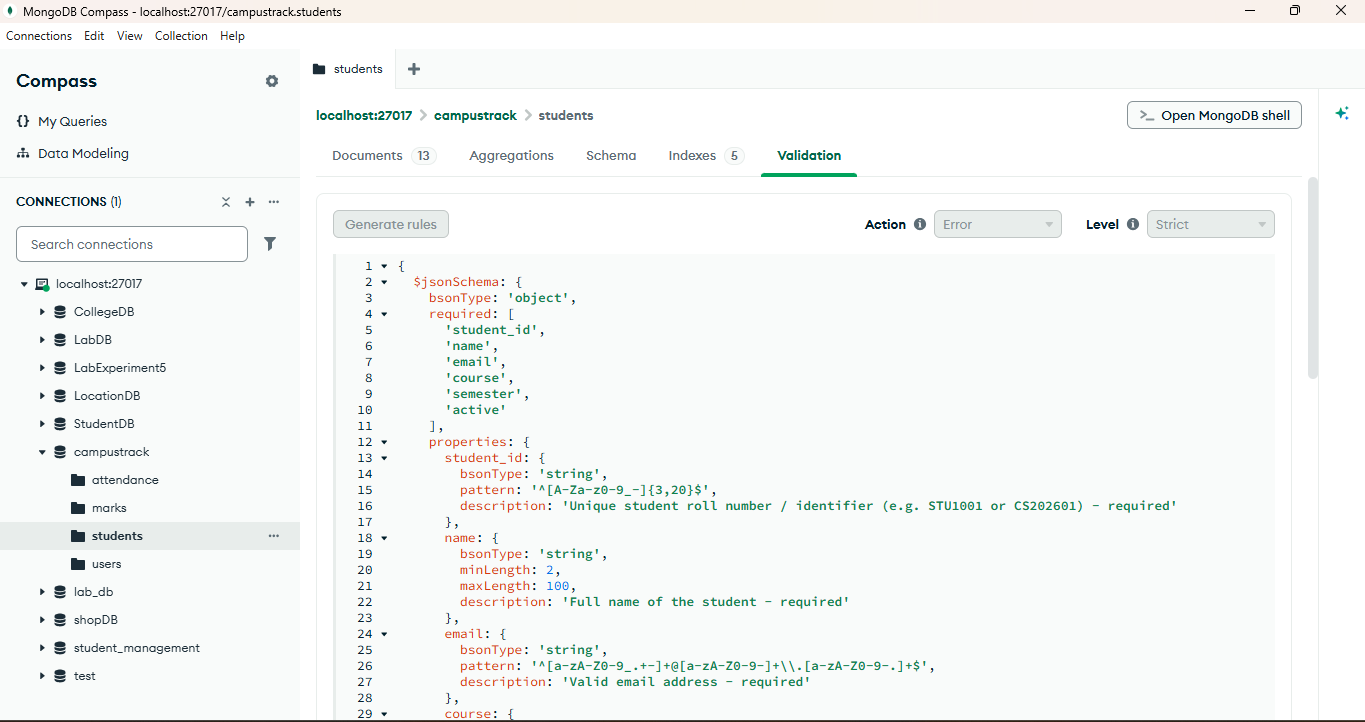 MongoDB Compass - localhost:27017/campustrack.students
Connections Edit View Collection Help
Compass
My Queries
Data Modeling
CONNECTIONS (1)
Search connections
localhost:27017
CollegeDB
LabDB
LabExperiment5
LocationDB
StudentDB
campustrack
attendance
marks
students
users
lab_db
shopDB
student_management
test
students
localhost:27017 > campustrack > students
>_ Open MongoDB shell
Documents 13 Aggregations Schema Indexes 5 Validation
Generate rules Action Error Level Strict
1 {
2 $jsonSchema: {
3 bsonType: 'object',
4 required: [
5 'student_id',
6 'name',
7 'email',
8 'course',
9 'semester',
10 'active'
11 ],
12 properties: {
13 student_id: {
14 bsonType: 'string',
15 pattern: '^[A-Za-z0-9_-]{3,20}$',
16 description: 'Unique student roll number / identifier (e.g. STU1001 or CS202601) - required'
17 },
18 name: {
19 bsonType: 'string',
20 minLength: 2,
21 maxLength: 100,
22 description: 'Full name of the student - required'
23 },
24 email: {
25 bsonType: 'string',
26 pattern: '^[a-zA-Z0-9_.+-]+@[a-zA-Z0-9-]+\\.[a-zA-Z0-9-.]+$',
27 description: 'Valid email address - required'
28 },
29 course: {